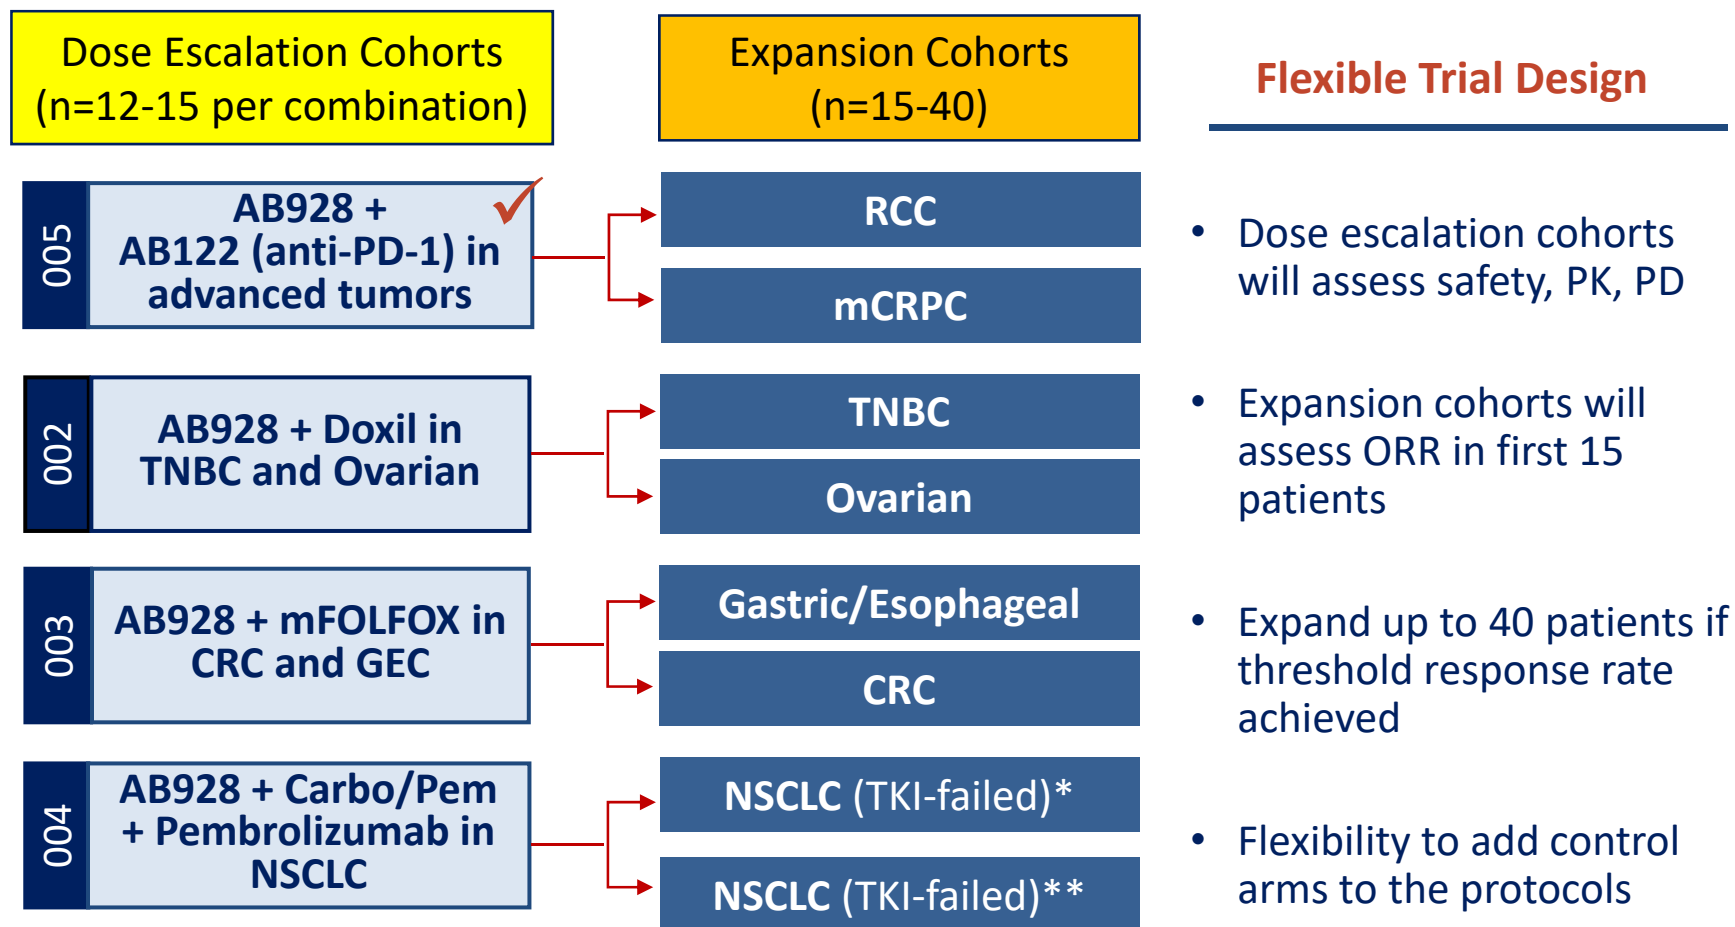 Dose Escalation Cohorts
(n=12-15 per combination)
Expansion Cohorts
(n=15-40)
Flexible Trial Design
005
AB928 +
AB122 (anti-PD-1) in
advanced tumors
RCC
mCRPC
002
AB928 + Doxil in
TNBC and Ovarian
TNBC
Ovarian
003
AB928 + mFOLFOX in
CRC and GEC
Gastric/Esophageal
CRC
004
AB928 + Carbo/Pem
+ Pembrolizumab in
NSCLC
NSCLC (TKI-failed)*
NSCLC (TKI-failed)**
• Dose escalation cohorts
will assess safety, PK, PD
• Expansion cohorts will
assess ORR in first 15
patients
• Expand up to 40 patients if
threshold response rate
achieved
• Flexibility to add control
arms to the protocols